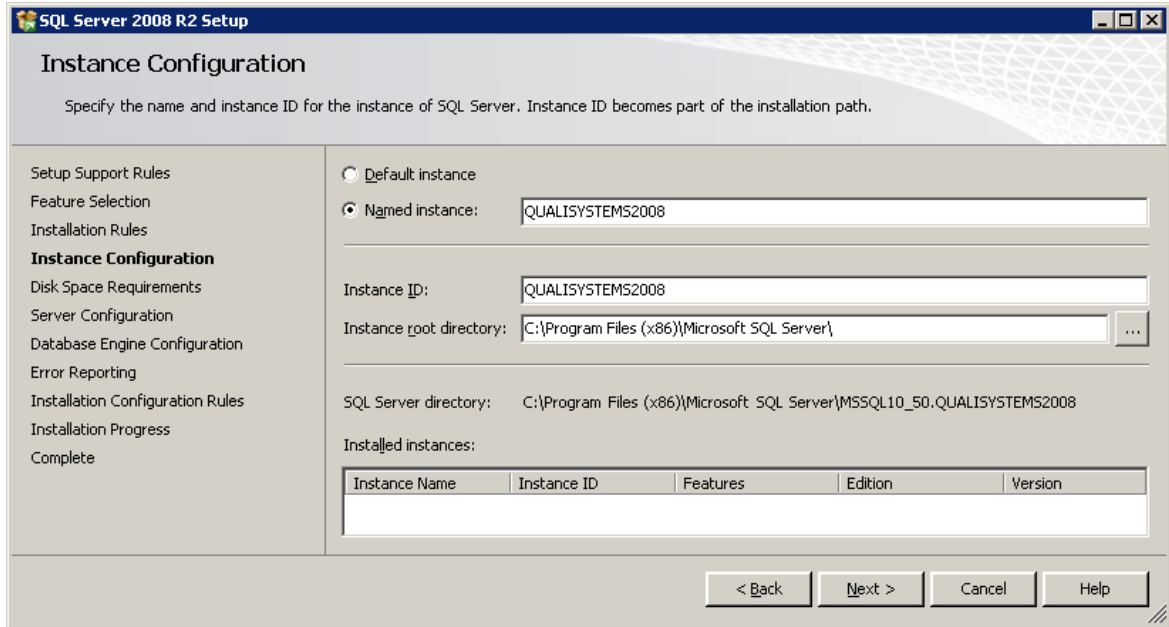 SQL Server 2008 R2 Setup
Instance Configuration
Specify the name and instance ID for the instance of SQL Server. Instance ID becomes part of the installation path.
Setup Support Rules
Feature Selection
Installation Rules
Instance Configuration
Disk Space Requirements
Server Configuration
Database Engine Configuration
Error Reporting
Installation Configuration Rules
Installation Progress
Complete
Default instance
Named instance: QUALISYSTEMS2008
Instance ID: QUALISYSTEMS2008
Instance root directory: C:\Program Files (x86)\Microsoft SQL Server\ ...
SQL Server directory: C:\Program Files (x86)\Microsoft SQL Server\MSSQL10_50.QUALISYSTEMS2008
Installed instances:
Instance Name Instance ID Features Edition Version
< Back Next > Cancel Help